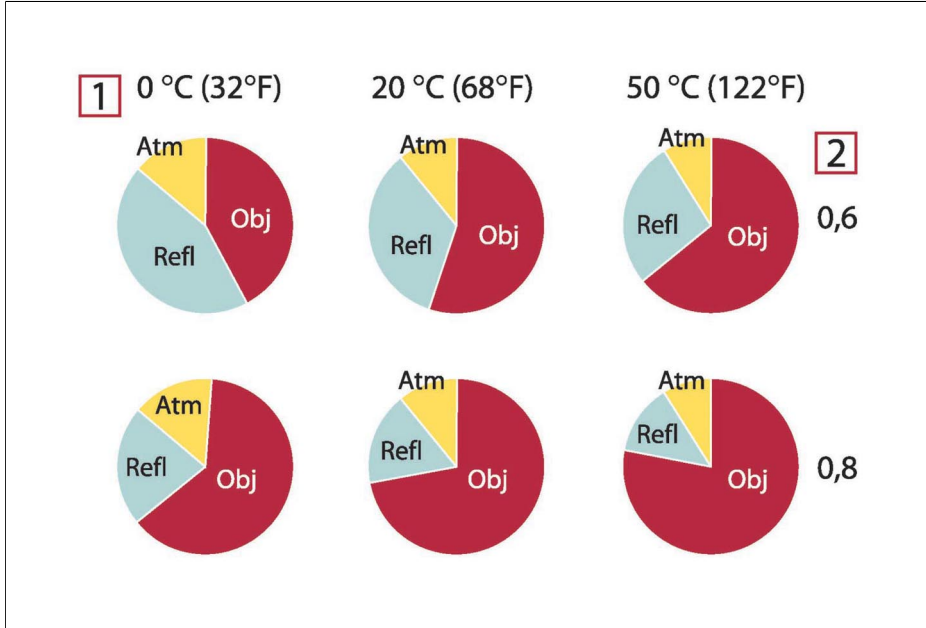 1 0 °C (32°F) 20 °C (68°F) 50 °C (122°F)
Atm Atm Atm
2
Obj Refl Obj Refl Obj Refl 0,6
Atm Atm Atm
Refl Obj Refl Obj Refl Obj 0,8